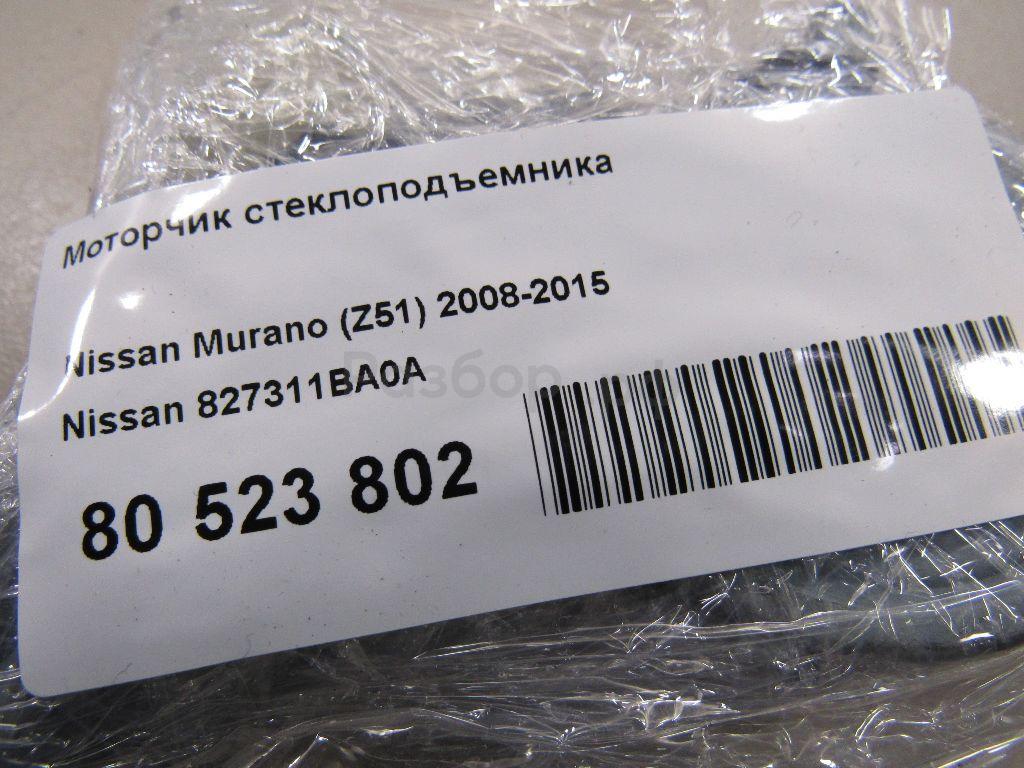 Моторчик стеклоподъемника
Nissan Murano (Z51) 2008-2015
Nissan 827311BA0A
80 523 802